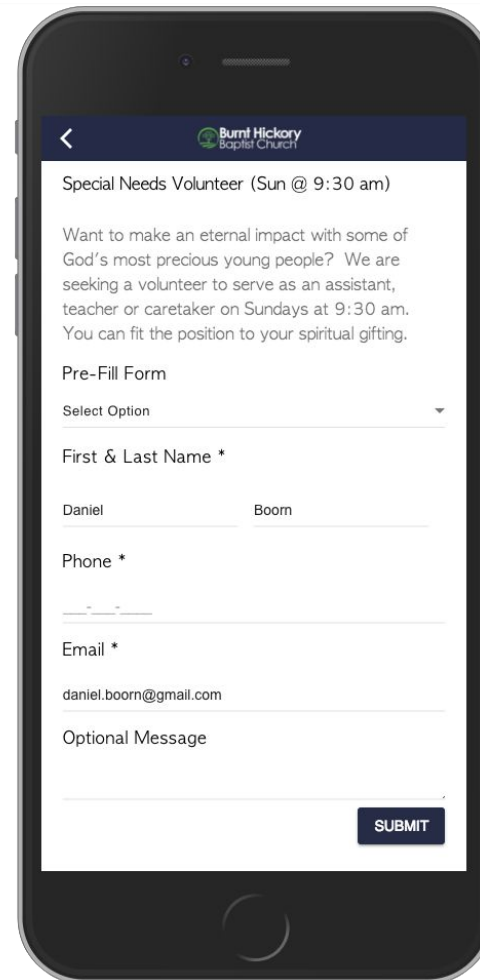 Burnt Hickory
Baptist Church
Special Needs Volunteer (Sun @ 9:30 am)
Want to make an eternal impact with some of
God's most precious young people?  We are
seeking a volunteer to serve as an assistant,
teacher or caretaker on Sundays at 9:30 am.
You can fit the position to your spiritual gifting.
Pre-Fill Form
Select Option
First & Last Name *
Daniel Boorn
Phone *
___-___-____
Email *
daniel.boorn@gmail.com
Optional Message
SUBMIT